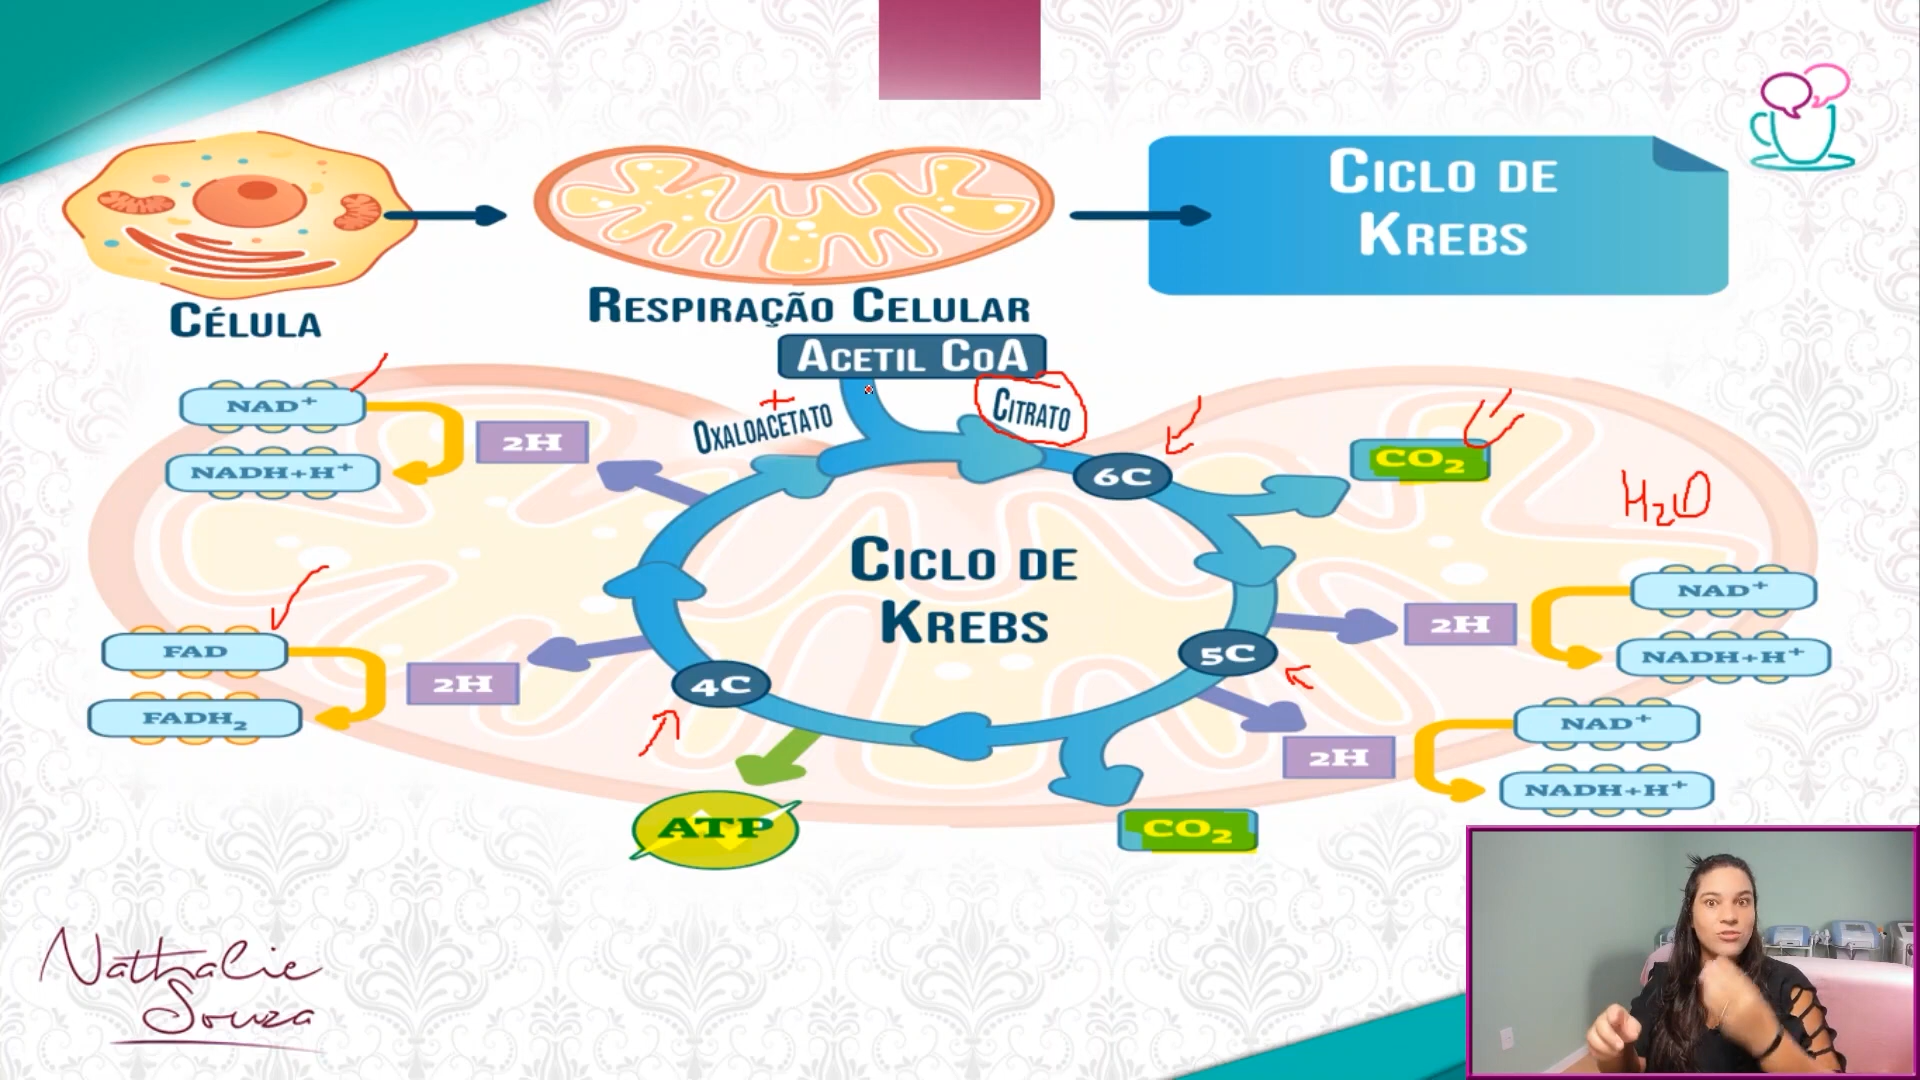 CICLO DE
KREBS
CÉLULA
RESPIRAÇÃO CELULAR
ACETIL COA
OXALOACETATO
+
CITRATO
NAD+
NADH+H+
2H
6C
CO2
H2O
CICLO DE
KREBS
NAD+
2H
NADH+H+
FAD
2H
FADH2
4C
5C
NAD+
2H
NADH+H+
ATP
CO2
Nathalie
Souza